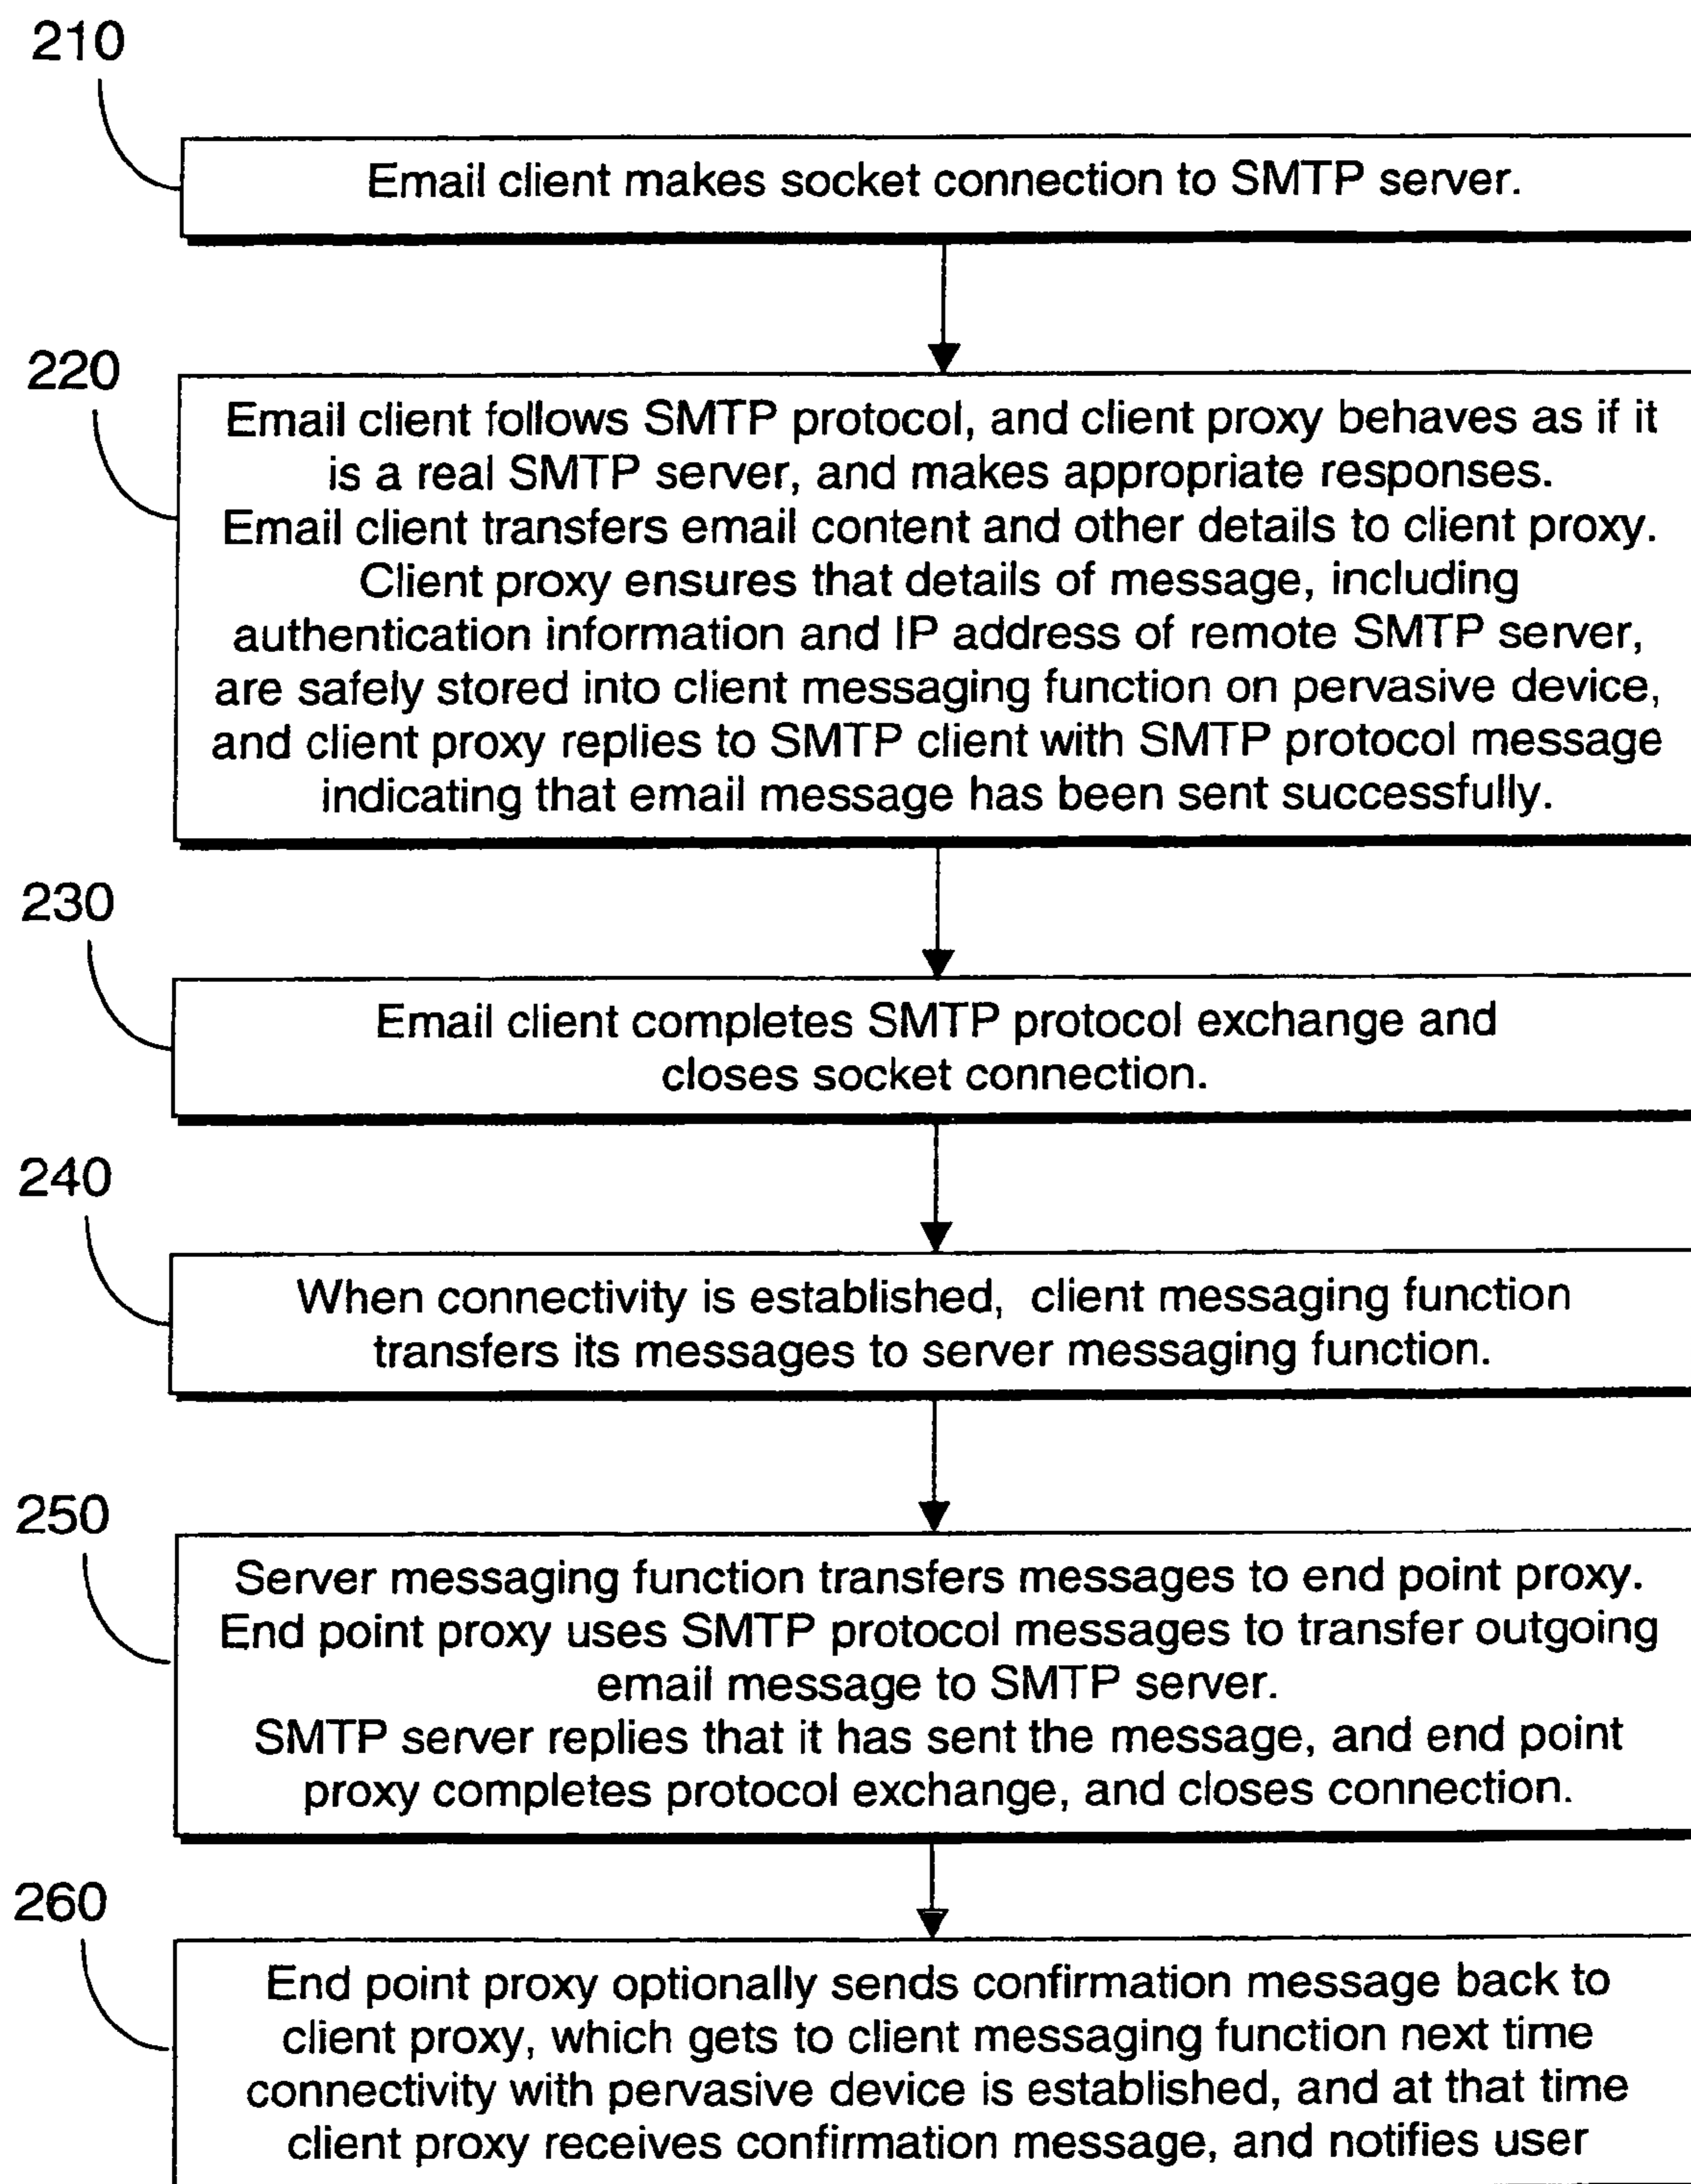 210
Email client makes socket connection to SMTP server.
220
Email client follows SMTP protocol, and client proxy behaves as if it
is a real SMTP server, and makes appropriate responses.
Email client transfers email content and other details to client proxy.
Client proxy ensures that details of message, including
authentication information and IP address of remote SMTP server,
are safely stored into client messaging function on pervasive device,
and client proxy replies to SMTP client with SMTP protocol message
indicating that email message has been sent successfully.
230
Email client completes SMTP protocol exchange and
closes socket connection.
240
When connectivity is established, client messaging function
transfers its messages to server messaging function.
250
Server messaging function transfers messages to end point proxy.
End point proxy uses SMTP protocol messages to transfer outgoing
email message to SMTP server.
SMTP server replies that it has sent the message, and end point
proxy completes protocol exchange, and closes connection.
260
End point proxy optionally sends confirmation message back to
client proxy, which gets to client messaging function next time
connectivity with pervasive device is established, and at that time
client proxy receives confirmation message, and notifies user